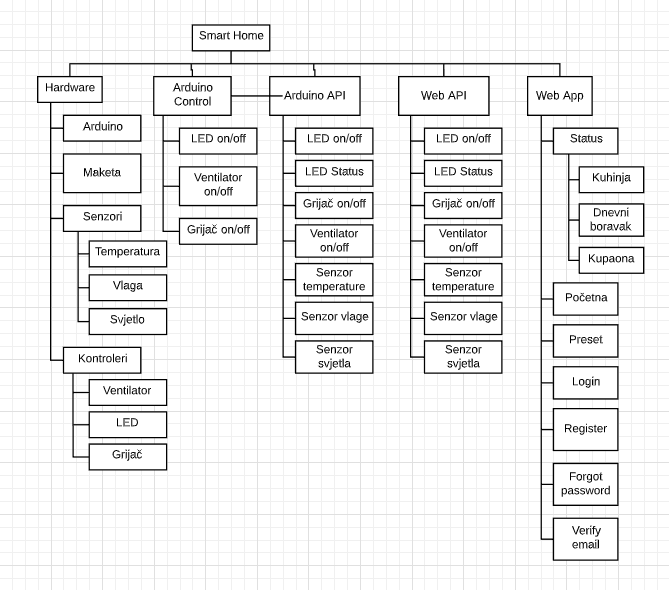 Smart Home
Hardware
Arduino
Maketa
Senzori
Temperatura
Vlaga
Svjetlo
Kontroleri
Ventilator
LED
Grijač
Arduino
Control
LED on/off
Ventilator
on/off
Grijač on/off
Arduino API
LED on/off
LED Status
Grijač on/off
Ventilator
on/off
Senzor
temperature
Senzor vlage
Senzor
svjetla
Web API
LED on/off
LED Status
Grijač on/off
Ventilator
on/off
Senzor
temperature
Senzor vlage
Senzor
svjetla
Web App
Status
Kuhinja
Dnevni
boravak
Kupaona
Početna
Preset
Login
Register
Forgot
password
Verify
email